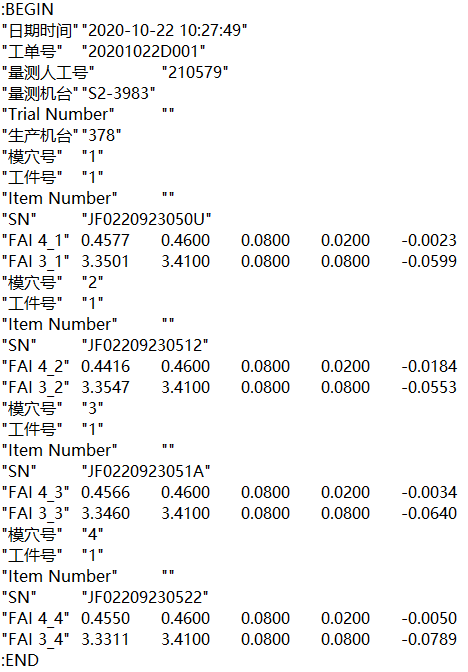 :BEGIN
"日期时间" "2020-10-22 10:27:49"
"工单号" "20201022D001"
"量测人工号" "210579"
"量测机台" "S2-3983"
"Trial Number" ""
"生产机台" "378"
"模穴号" "1"
"工件号" "1"
"Item Number" ""
"SN" "JF0220923050U"
"FAI 4_1" 0.4577 0.4600 0.0800 0.0200 -0.0023
"FAI 3_1" 3.3501 3.4100 0.0800 0.0800 -0.0599
"模穴号" "2"
"工件号" "1"
"Item Number" ""
"SN" "JF02209230512"
"FAI 4_2" 0.4416 0.4600 0.0800 0.0200 -0.0184
"FAI 3_2" 3.3547 3.4100 0.0800 0.0800 -0.0553
"模穴号" "3"
"工件号" "1"
"Item Number" ""
"SN" "JF0220923051A"
"FAI 4_3" 0.4566 0.4600 0.0800 0.0200 -0.0034
"FAI 3_3" 3.3460 3.4100 0.0800 0.0800 -0.0640
"模穴号" "4"
"工件号" "1"
"Item Number" ""
"SN" "JF02209230522"
"FAI 4_4" 0.4550 0.4600 0.0800 0.0200 -0.0050
"FAI 3_4" 3.3311 3.4100 0.0800 0.0800 -0.0789
:END